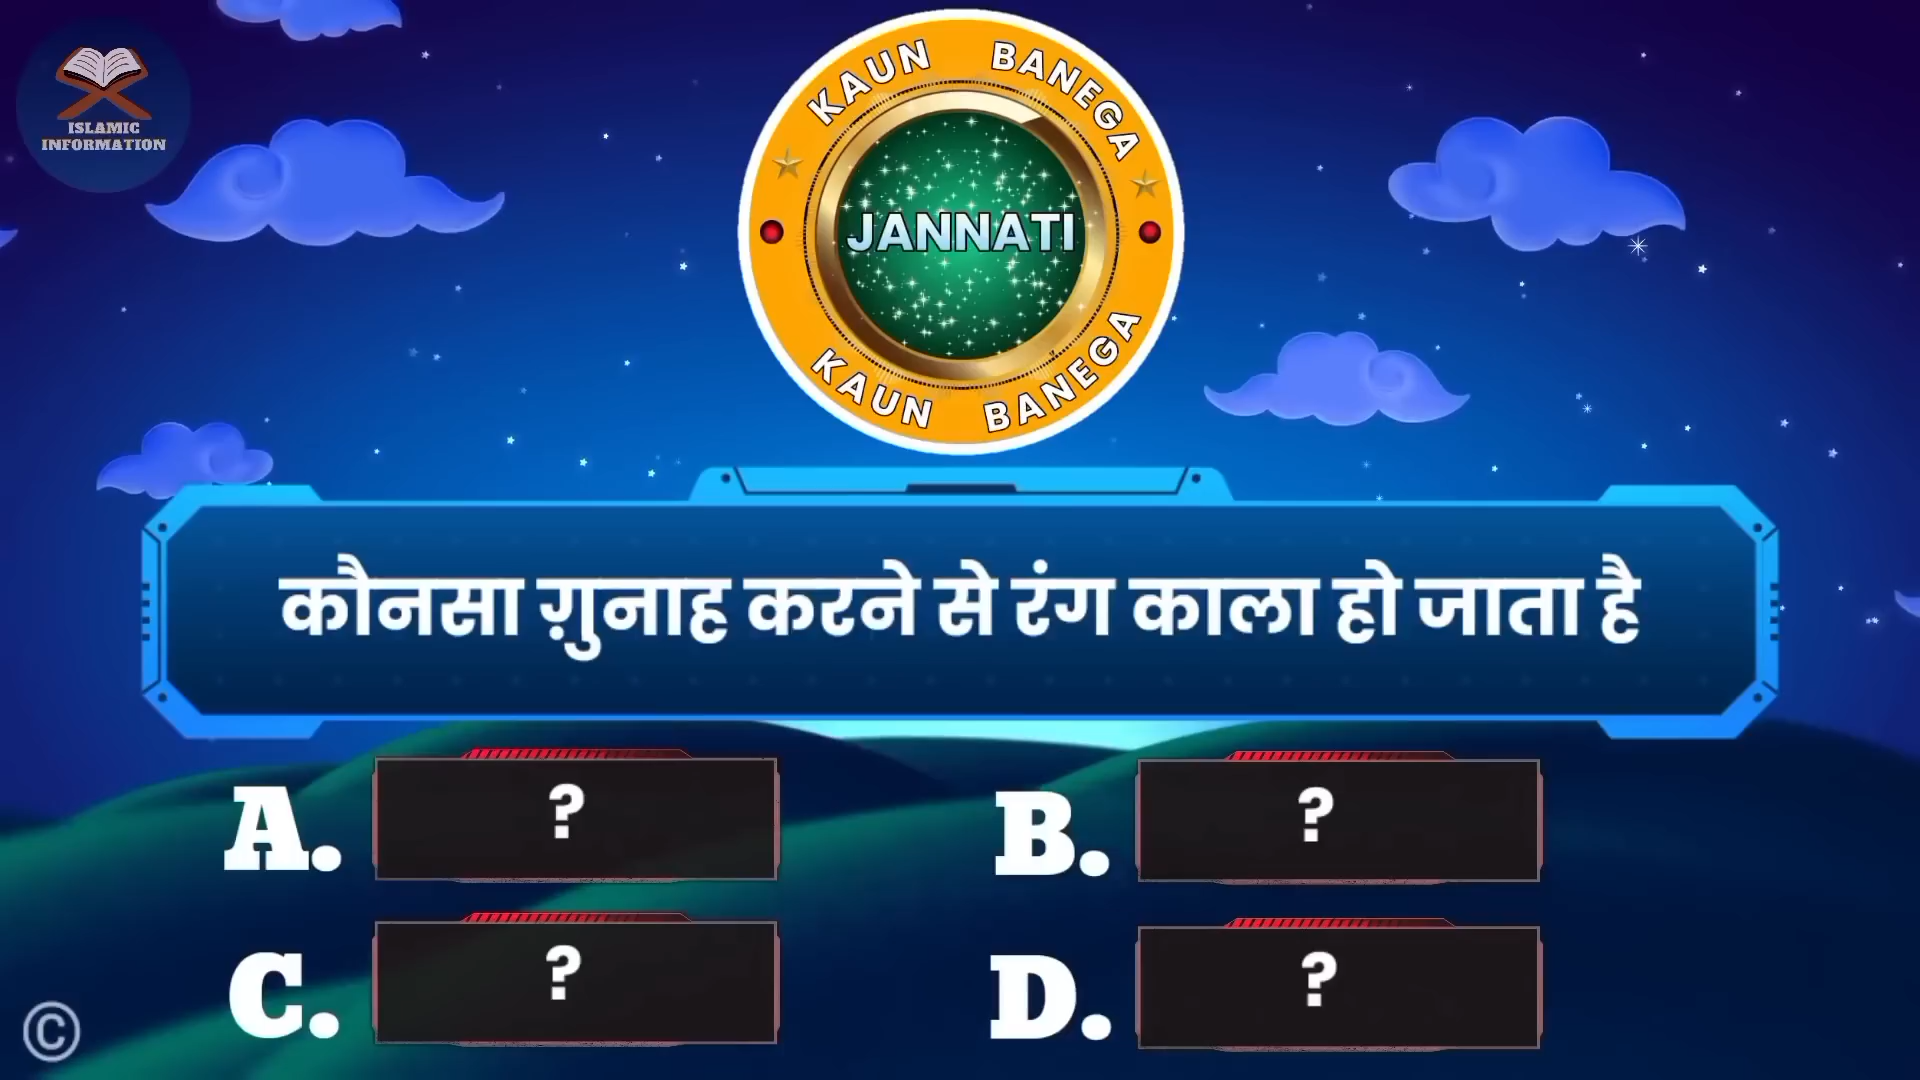 ISLAMIC
INFORMATION
KAUN BANEGA
JANNATI
KAUN BANEGA
कौनसा ग़ुनाह करने से रंग काला हो जाता है
A. ?
B. ?
C. ?
D. ?
©